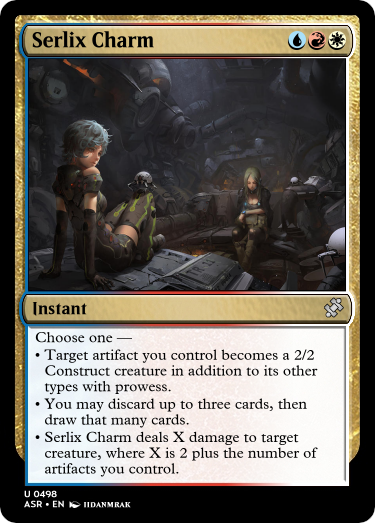 Serlix Charm
Instant
Choose one —
• Target artifact you control becomes a 2/2
Construct creature in addition to its other
types with prowess.
• You may discard up to three cards, then
draw that many cards.
• Serlix Charm deals X damage to target
creature, where X is 2 plus the number of
artifacts you control.
U 0498
ASR • EN IIDANMRAK